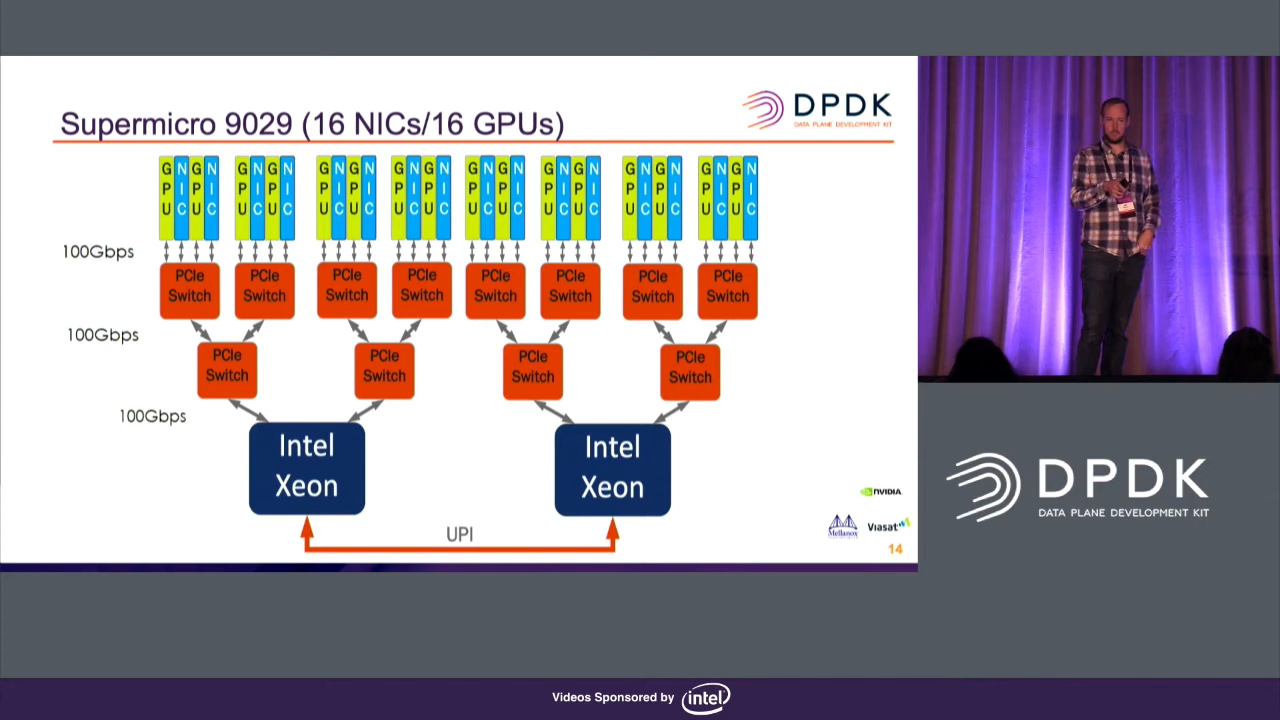 Supermicro 9029 (16 NICs/16 GPUs)
DPDK
DATA PLANE DEVELOPMENT KIT
GPU NIC GPU NIC GPU NIC GPU NIC GPU NIC GPU NIC GPU NIC GPU NIC GPU NIC GPU NIC GPU NIC GPU NIC GPU NIC GPU NIC GPU NIC GPU NIC
100Gbps
PCIe PCIe PCIe PCIe PCIe PCIe PCIe PCIe
Switch Switch Switch Switch Switch Switch Switch Switch
100Gbps
PCIe PCIe PCIe PCIe
Switch Switch Switch Switch
100Gbps
Intel Intel
Xeon Xeon
UPI
NVIDIA
Mellanox Viasat
14
DPDK
DATA PLANE DEVELOPMENT KIT
Videos Sponsored by intel